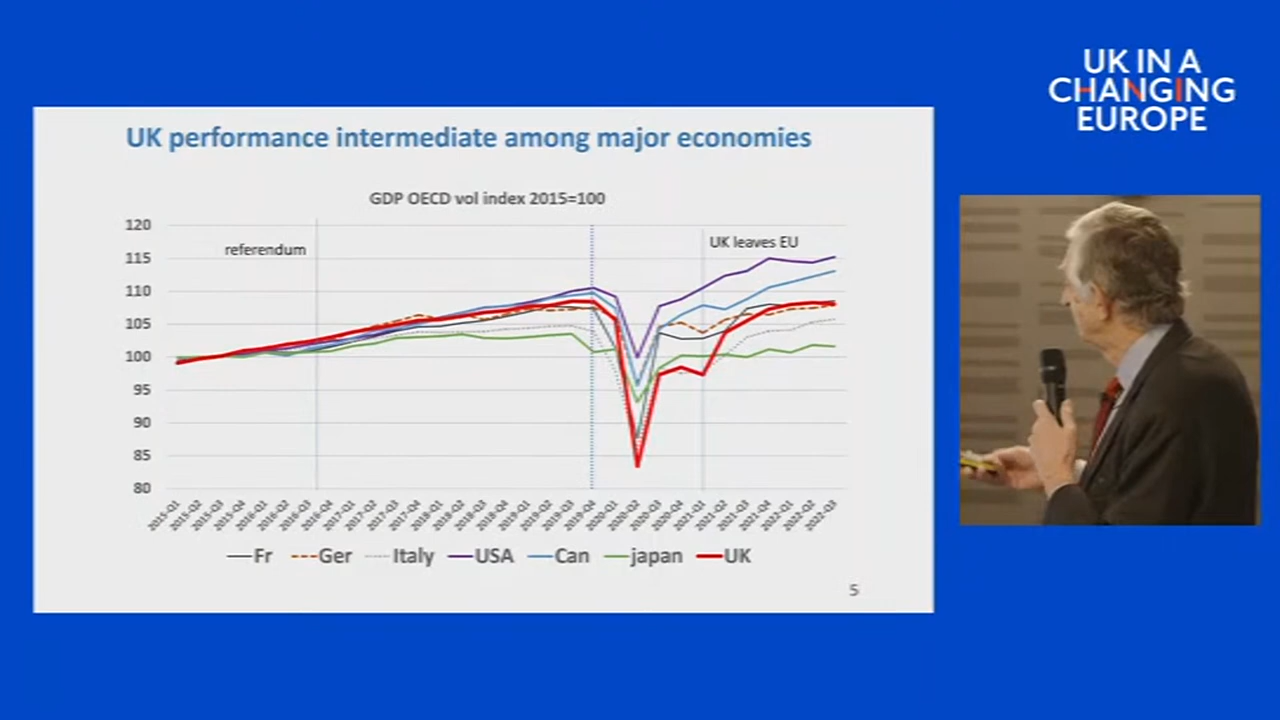 UK IN A
CHANGING
EUROPE
UK performance intermediate among major economies
GDP OECD vol index 2015=100
120
115
110
105
100
95
90
85
80
referendum
UK leaves EU
2015-Q1 2015-Q2 2015-Q3 2015-Q4 2016-Q1 2016-Q2 2016-Q3 2016-Q4 2017-Q1 2017-Q2 2017-Q3 2017-Q4 2018-Q1 2018-Q2 2018-Q3 2018-Q4 2019-Q1 2019-Q2 2019-Q3 2019-Q4 2020-Q1 2020-Q2 2020-Q3 2020-Q4 2021-Q1 2021-Q2 2021-Q3 2021-Q4 2022-Q1 2022-Q2 2022-Q3
Fr Ger Italy USA Can japan UK
5